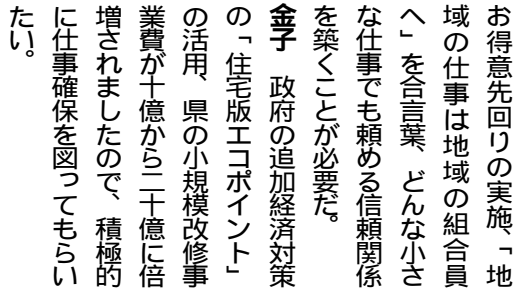 お得意先回りの実施、「地
域の仕事は地域の組合員
へ」を合言葉、どんな小さ
な仕事でも頼める信頼関係
を築くことが必要だ。
金子　政府の追加経済対策
の「住宅版エコポイント」
の活用、県の小規模改修事
業費が十億から二十億に倍
増されましたので、積極的
に仕事確保を図ってもらい
たい。